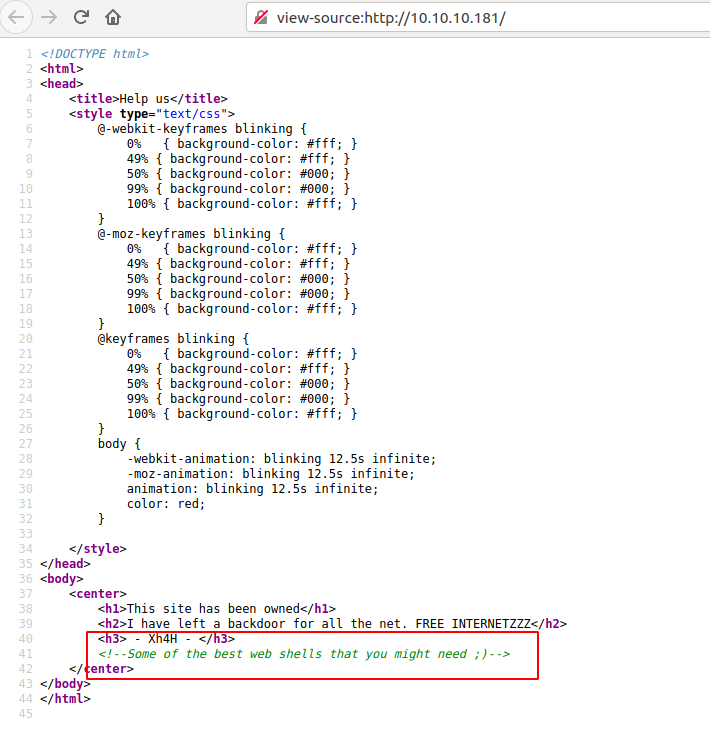 view-source:http://10.10.10.181/
1 <!DOCTYPE html>
2 <html>
3 <head>
4     <title>Help us</title>
5     <style type="text/css">
6         @-webkit-keyframes blinking {
7             0%   { background-color: #fff; }
8             49% { background-color: #fff; }
9             50% { background-color: #000; }
10             99% { background-color: #000; }
11             100% { background-color: #fff; }
12         }
13         @-moz-keyframes blinking {
14             0%   { background-color: #fff; }
15             49% { background-color: #fff; }
16             50% { background-color: #000; }
17             99% { background-color: #000; }
18             100% { background-color: #fff; }
19         }
20         @keyframes blinking {
21             0%   { background-color: #fff; }
22             49% { background-color: #fff; }
23             50% { background-color: #000; }
24             99% { background-color: #000; }
25             100% { background-color: #fff; }
26         }
27         body {
28             -webkit-animation: blinking 12.5s infinite;
29             -moz-animation: blinking 12.5s infinite;
30             animation: blinking 12.5s infinite;
31             color: red;
32         }
33
34     </style>
35 </head>
36 <body>
37     <center>
38         <h1>This site has been owned</h1>
39         <h2>I have left a backdoor for all the net. FREE INTERNETZZZ</h2>
40         <h3> - Xh4H - </h3>
41         <!--Some of the best web shells that you might need ;)-->
42     </center>
43 </body>
44 </html>
45